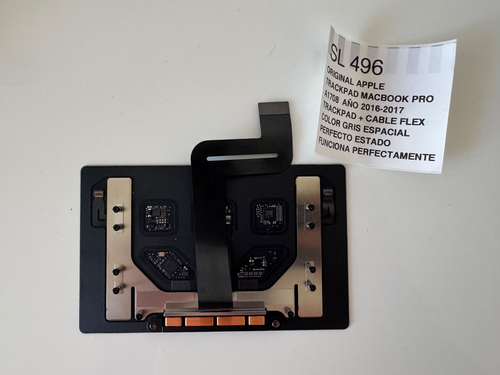 SL 496
ORIGINAL APPLE
TRACKPAD MACBOOK PRO
A1708 AÑO 2016-2017
TRACKPAD + CABLE FLEX
COLOR GRIS ESPACIAL
PERFECTO ESTADO
FUNCIONA PERFECTAMENTE